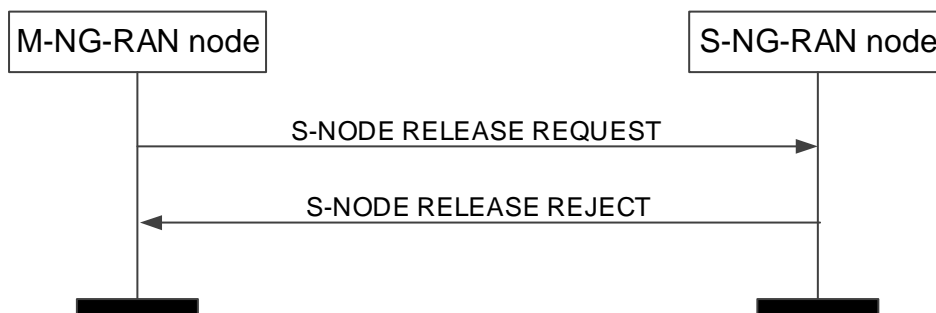 M-NG-RAN node
S-NG-RAN node
S-NODE RELEASE REQUEST
S-NODE RELEASE REJECT